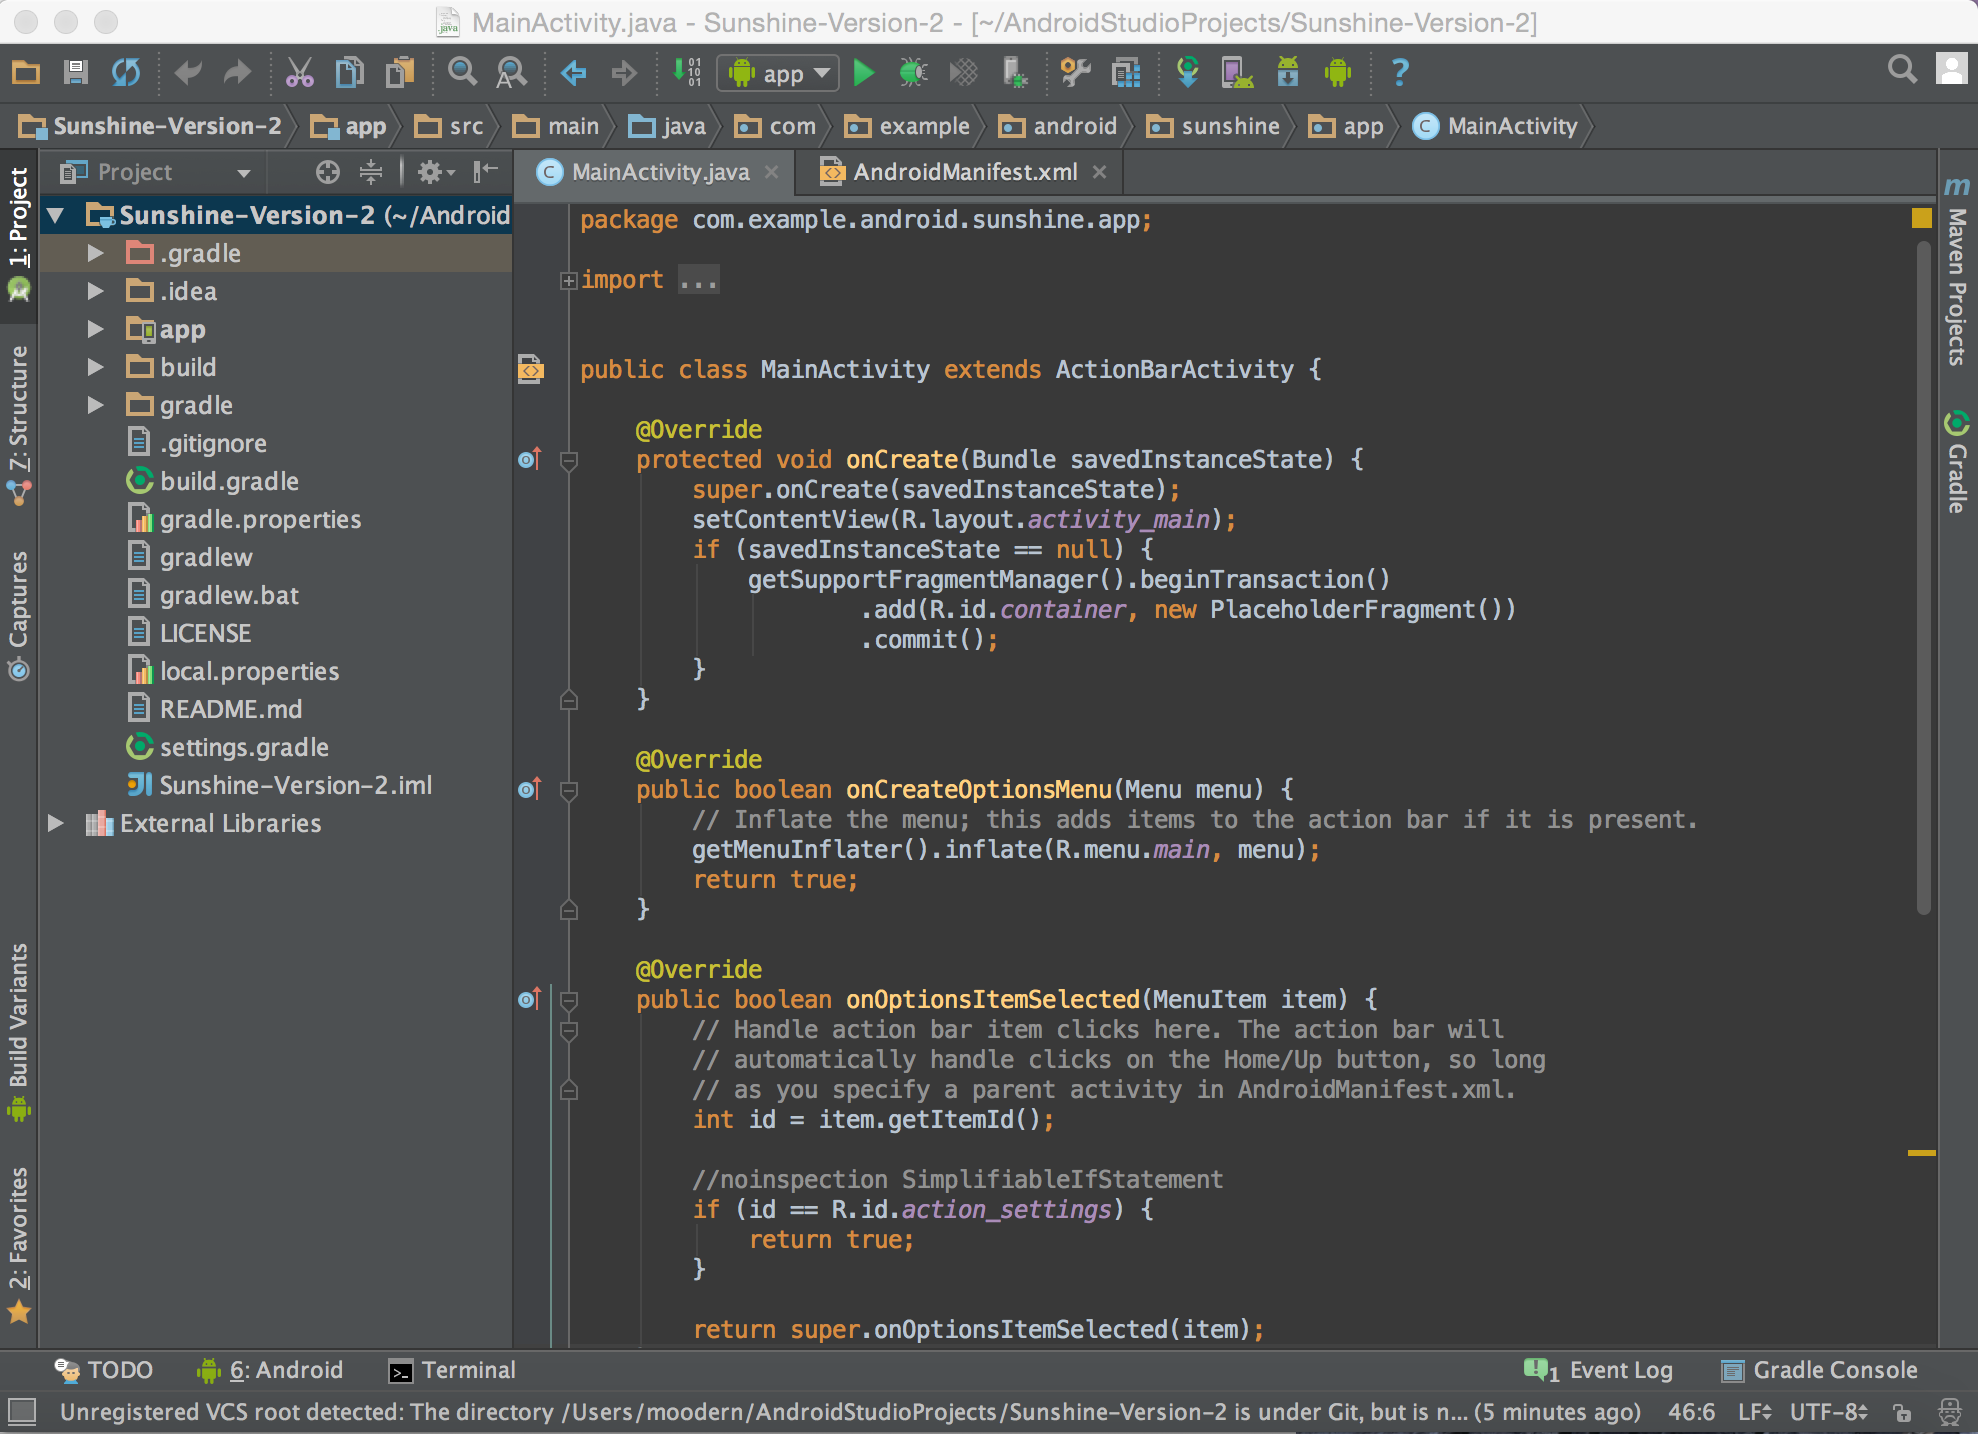 MainActivity.java - Sunshine-Version-2 - [~/AndroidStudioProjects/Sunshine-Version-2]
app
Sunshine-Version-2 app src main java com example android sunshine app MainActivity
1: Project
Z: Structure
Captures
Build Variants
2: Favorites
Project
Sunshine-Version-2 (~/Android
.gradle
.idea
app
build
gradle
.gitignore
build.gradle
gradle.properties
gradlew
gradlew.bat
LICENSE
local.properties
README.md
settings.gradle
Sunshine-Version-2.iml
External Libraries
MainActivity.java AndroidManifest.xml
package com.example.android.sunshine.app;
import ...
public class MainActivity extends ActionBarActivity {
@Override
protected void onCreate(Bundle savedInstanceState) {
super.onCreate(savedInstanceState);
setContentView(R.layout.activity_main);
if (savedInstanceState == null) {
getSupportFragmentManager().beginTransaction()
.add(R.id.container, new PlaceholderFragment())
.commit();
}
}
@Override
public boolean onCreateOptionsMenu(Menu menu) {
// Inflate the menu; this adds items to the action bar if it is present.
getMenuInflater().inflate(R.menu.main, menu);
return true;
}
@Override
public boolean onOptionsItemSelected(MenuItem item) {
// Handle action bar item clicks here. The action bar will
// automatically handle clicks on the Home/Up button, so long
// as you specify a parent activity in AndroidManifest.xml.
int id = item.getItemId();
//noinspection SimplifiableIfStatement
if (id == R.id.action_settings) {
return true;
}
return super.onOptionsItemSelected(item);
Maven Projects
Gradle
TODO 6: Android Terminal 1 Event Log Gradle Console
Unregistered VCS root detected: The directory /Users/moodern/AndroidStudioProjects/Sunshine-Version-2 is under Git, but is n... (5 minutes ago) 46:6 LF UTF-8